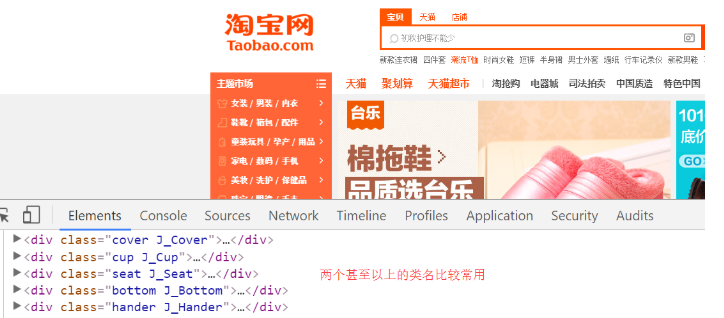 淘宝网
Taobao.com
宝贝 天猫 店铺
初秋护理不能少
新款连衣裙 四件套 潮流T恤 时尚女鞋 短裤 半身裙 男士外套 墙纸 行车记录仪 新款男鞋
主题市场
天猫 聚划算 天猫超市 淘抢购 电器城 司法拍卖 中国质造 特色中国
女装 / 男装 / 内衣
鞋靴 / 箱包 / 配件
童装玩具 / 孕产 / 用品
家电 / 数码 / 手机
美妆 / 洗护 / 保健品
台乐
棉拖鞋
品质选台乐
101
底价
GO
Elements Console Sources Network Timeline Profiles Application Security Audits
<div class="cover J_Cover">…</div>
<div class="cup J_Cup">…</div>
<div class="seat J_Seat">…</div>
<div class="bottom J_Bottom">…</div>
<div class="hander J_Hander">…</div>
两个甚至以上的类名比较常用